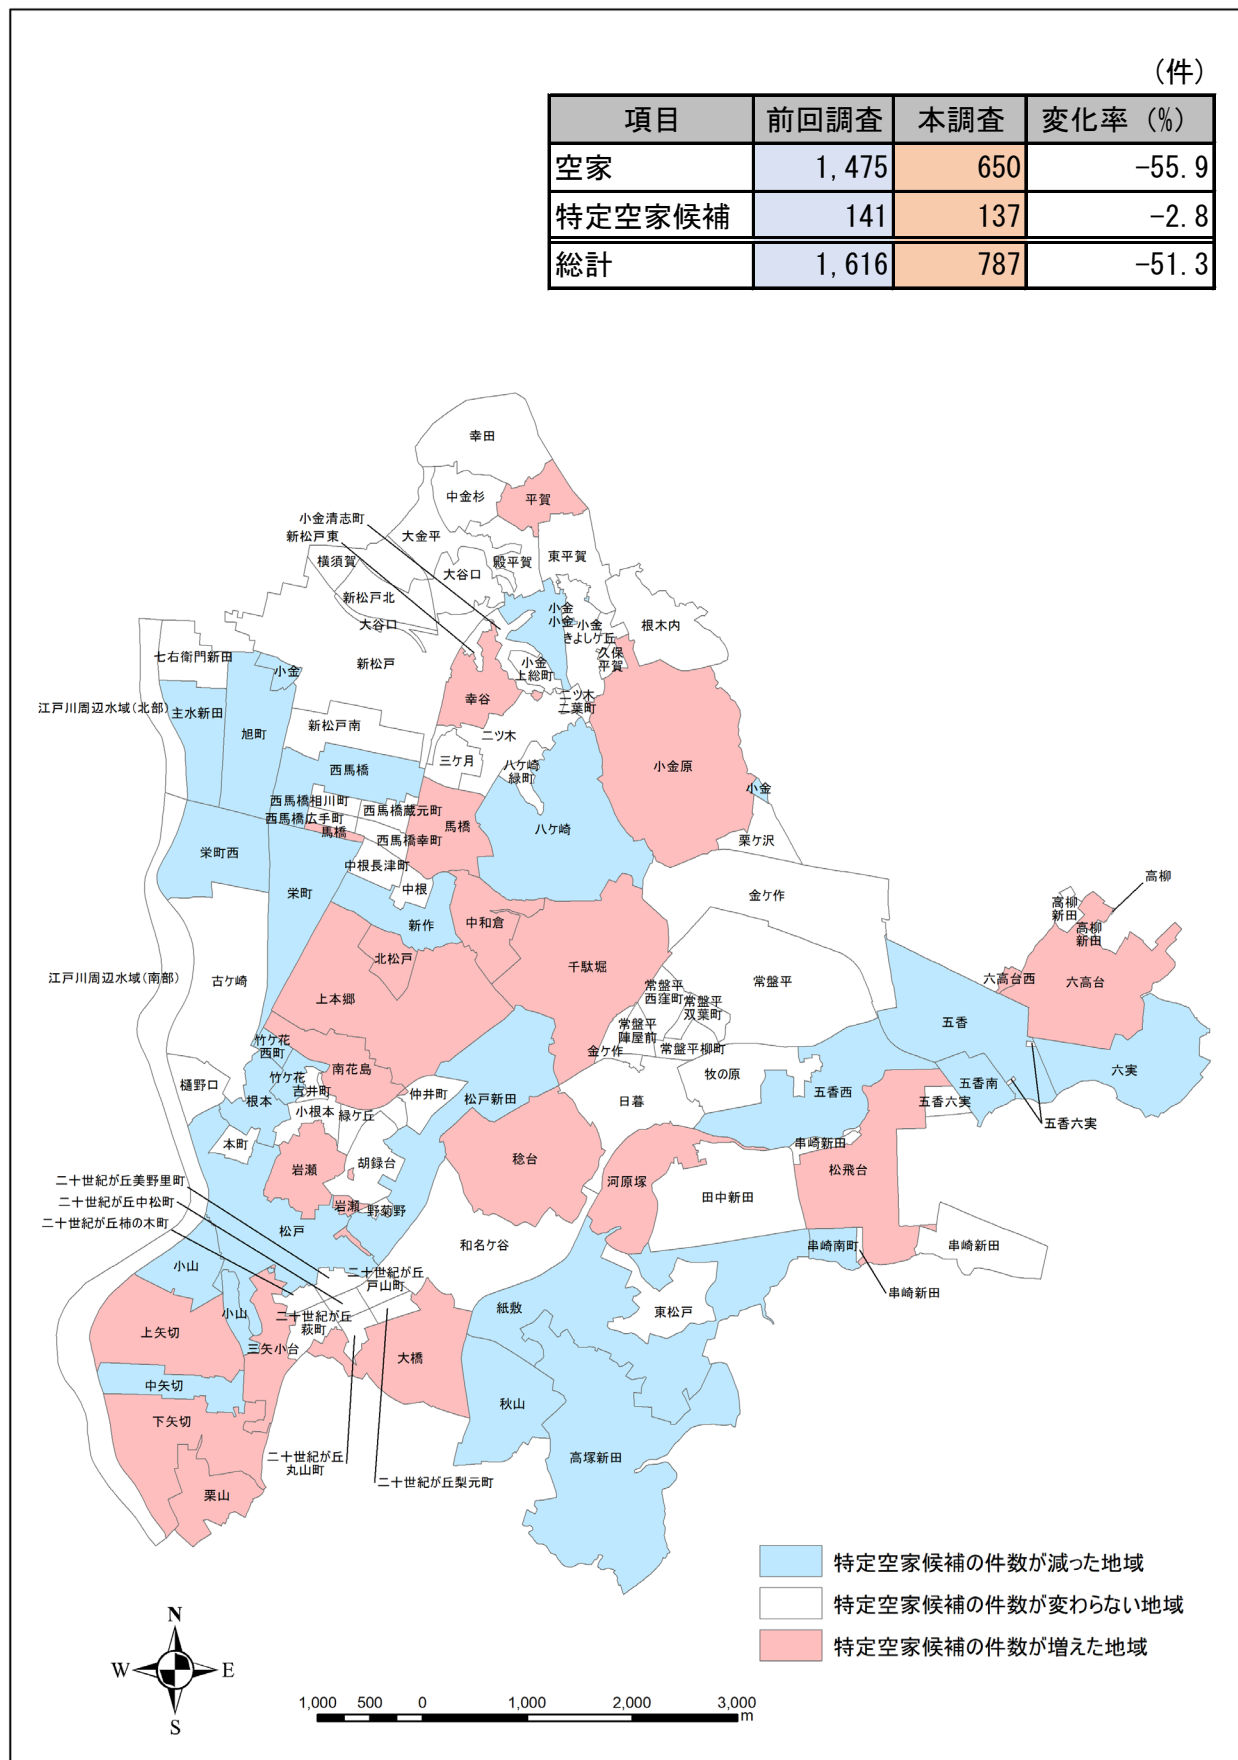 （件）
項目 前回調査 本調査 変化率（%）
空家 1,475 650 -55.9
特定空家候補 141 137 -2.8
総計 1,616 787 -51.3
幸田
中金杉
平賀
小金清志町
新松戸東
大金平
横須賀
大谷口
殿平賀
東平賀
新松戸北
大谷口
小金
小金
小金
きよしケ丘
根木内
久保
平賀
七右衛門新田
小金
新松戸
小金
上総町
幸谷
二ツ木
二葉町
江戸川周辺水域(北部)
主水新田
旭町
新松戸南
二ツ木
三ケ月
八ケ崎
緑町
小金原
西馬橋
小金
西馬橋相川町
西馬橋蔵元町
西馬橋広手町
馬橋
馬橋
西馬橋幸町
八ケ崎
栗ケ沢
栄町西
中根長津町
栄町
中根
金ケ作
高柳
高柳
新田
高柳
新田
新作
中和倉
北松戸
千駄堀
江戸川周辺水域(南部)
古ケ崎
上本郷
常盤平
西窪町
常盤平
双葉町
常盤平
六高台西
六高台
五香
竹ケ花
西町
常盤平
陣屋前
金ケ作
常盤平柳町
南花島
竹ケ花
吉井町
樋野口
根本
小根本
緑ケ丘
仲井町
松戸新田
日暮
牧の原
五香西
五香南
六実
五香六実
五香六実
本町
胡録台
稔台
串崎新田
岩瀬
二十世紀が丘美野里町
二十世紀が丘中松町
二十世紀が丘柿の木町
河原塚
松飛台
田中新田
岩瀬
野菊野
松戸
和名ケ谷
串崎南町
串崎新田
小山
二十世紀が丘
戸山町
串崎新田
小山
二十世紀が丘
萩町
紙敷
東松戸
上矢切
三矢小台
大橋
中矢切
秋山
下矢切
高塚新田
二十世紀が丘
丸山町
二十世紀が丘梨元町
栗山
特定空家候補の件数が減った地域
特定空家候補の件数が変わらない地域
特定空家候補の件数が増えた地域
N
W E
S
1,000 500 0 1,000 2,000 3,000
m